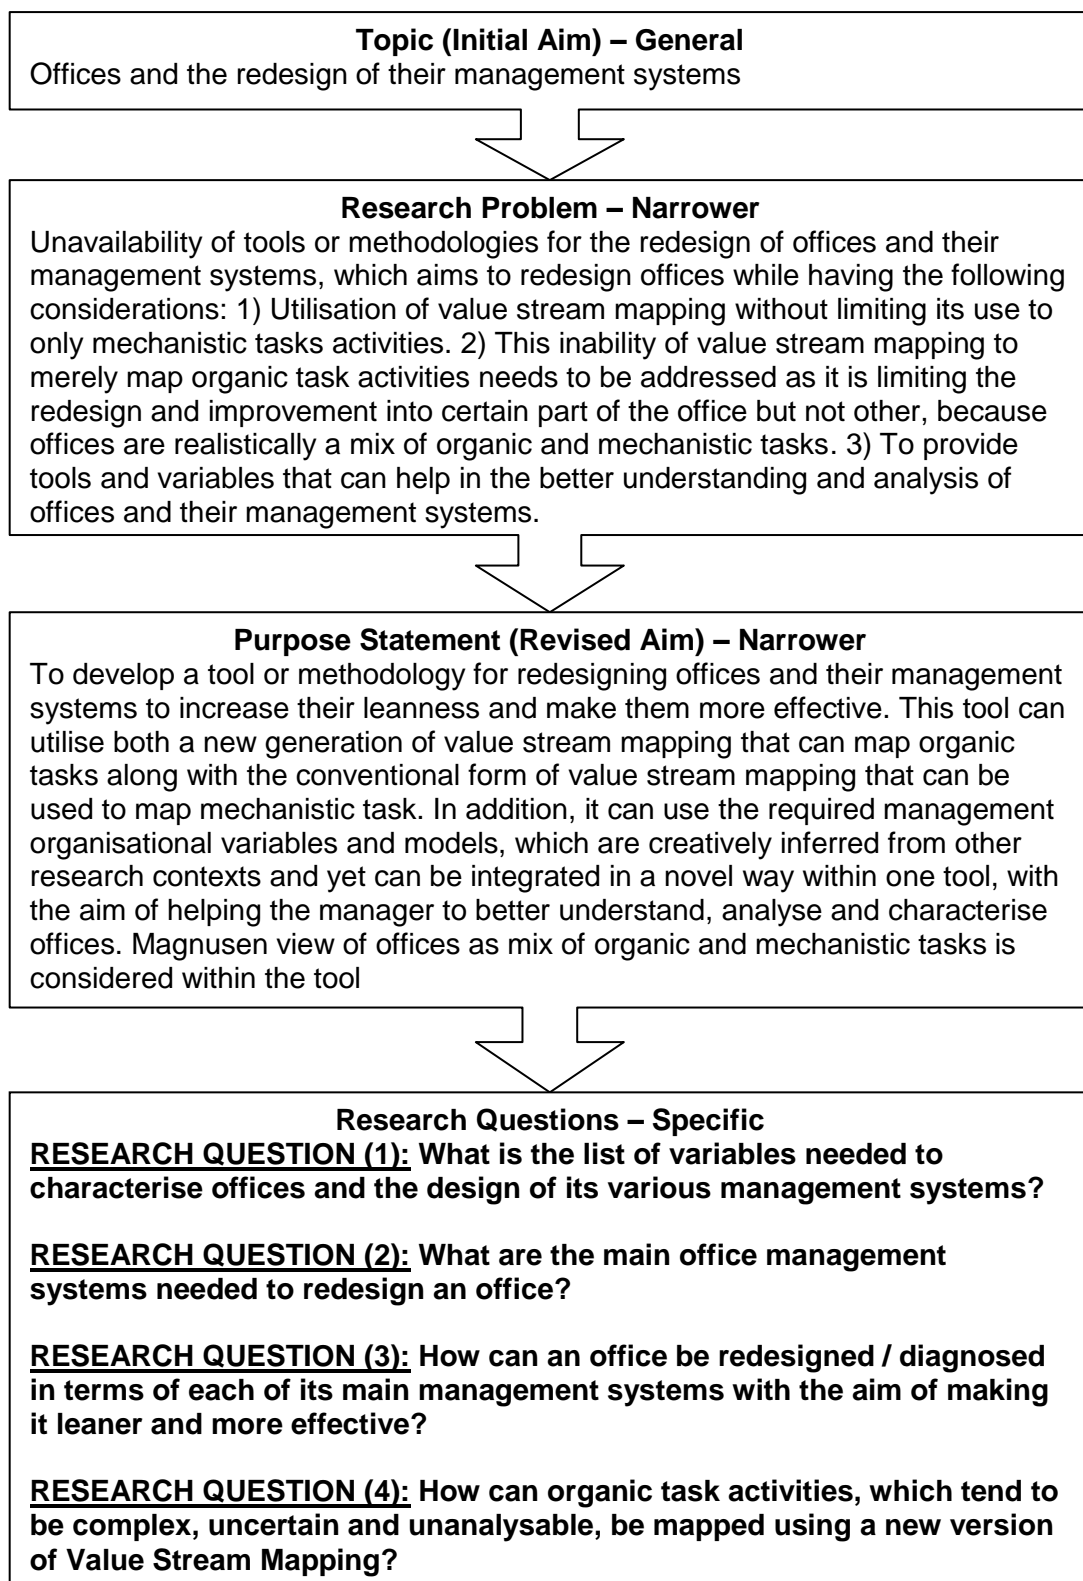 Topic (Initial Aim) – General
Offices and the redesign of their management systems
Research Problem – Narrower
Unavailability of tools or methodologies for the redesign of offices and their
management systems, which aims to redesign offices while having the following
considerations: 1) Utilisation of value stream mapping without limiting its use to
only mechanistic tasks activities. 2) This inability of value stream mapping to
merely map organic task activities needs to be addressed as it is limiting the
redesign and improvement into certain part of the office but not other, because
offices are realistically a mix of organic and mechanistic tasks. 3) To provide
tools and variables that can help in the better understanding and analysis of
offices and their management systems.
Purpose Statement (Revised Aim) – Narrower
To develop a tool or methodology for redesigning offices and their management
systems to increase their leanness and make them more effective. This tool can
utilise both a new generation of value stream mapping that can map organic
tasks along with the conventional form of value stream mapping that can be
used to map mechanistic task. In addition, it can use the required management
organisational variables and models, which are creatively inferred from other
research contexts and yet can be integrated in a novel way within one tool, with
the aim of helping the manager to better understand, analyse and characterise
offices. Magnusen view of offices as mix of organic and mechanistic tasks is
considered within the tool
Research Questions – Specific
RESEARCH QUESTION (1): What is the list of variables needed to
characterise offices and the design of its various management systems?
RESEARCH QUESTION (2): What are the main office management
systems needed to redesign an office?
RESEARCH QUESTION (3): How can an office be redesigned / diagnosed
in terms of each of its main management systems with the aim of making
it leaner and more effective?
RESEARCH QUESTION (4): How can organic task activities, which tend to
be complex, uncertain and unanalysable, be mapped using a new version
of Value Stream Mapping?